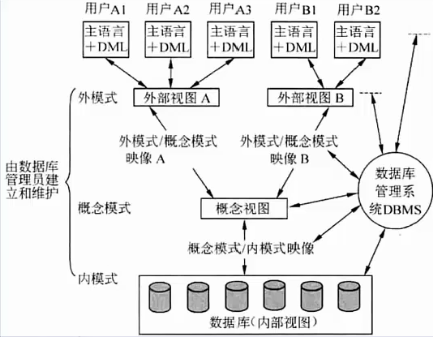 用户A1 用户A2 用户A3 用户B1 用户B2
主语言 主语言 主语言 主语言 主语言
+DML +DML +DML +DML +DML
外模式 外部视图 A 外部视图 B
外模式/概念模式 外模式/概念模式
映像 A 映像 B
由数据库
管理员建
立和维护
数据库
管理系
统DBMS
概念模式 概念视图
概念模式/内模式映像
内模式
数据库(内部视图)